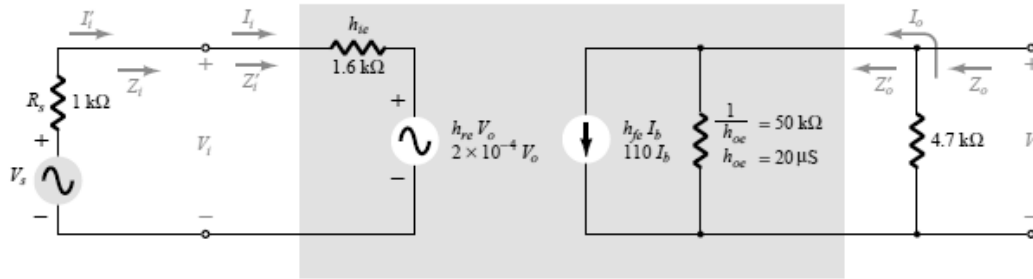 I'i
Ii
Zi
Z'i
+
Rs
1 kΩ
+
Vs
−
Vi
−
hie
1.6 kΩ
+
hre Vo
2 × 10⁻⁴ Vo
−
hfe Ib
110 Ib
1/hoe = 50 kΩ
hoe = 20 µS
Io
Z'o
Zo
4.7 kΩ
+
−